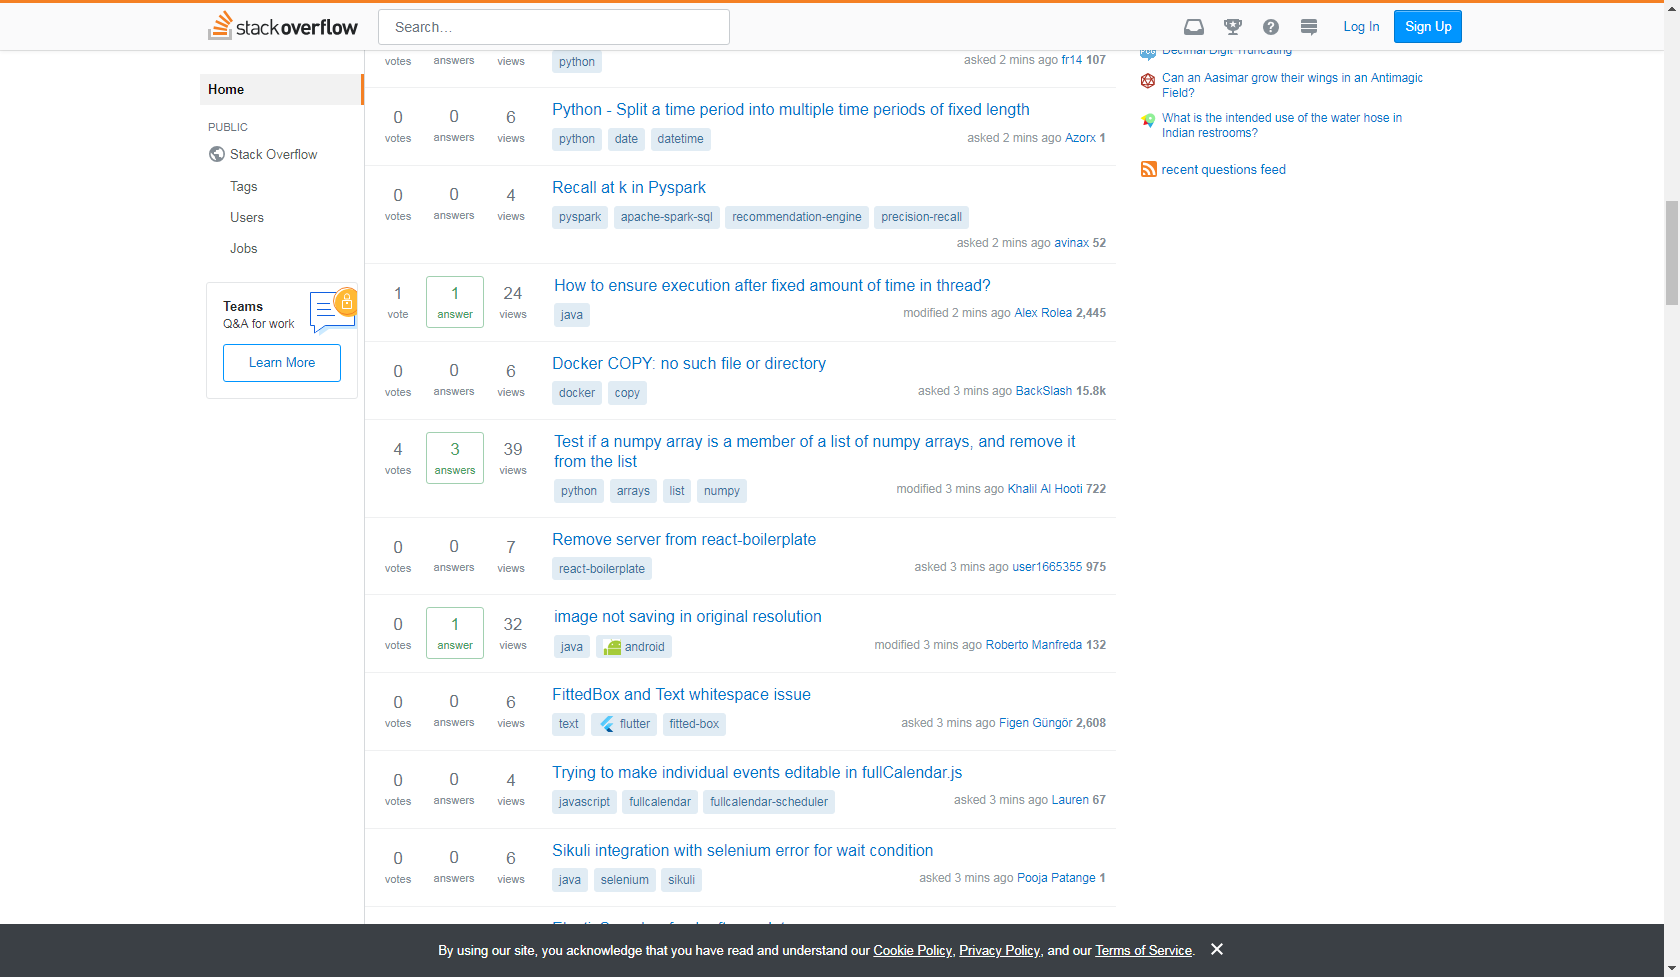 stackoverflow
Search…
Log In
Sign Up
Home
PUBLIC
Stack Overflow
Tags
Users
Jobs
Teams
Q&A for work
Learn More
votes answers views
python
asked 2 mins ago fr14 107
0 votes 0 answers 6 views
Python - Split a time period into multiple time periods of fixed length
python date datetime
asked 2 mins ago Azorx 1
0 votes 0 answers 4 views
Recall at k in Pyspark
pyspark apache-spark-sql recommendation-engine precision-recall
asked 2 mins ago avinax 52
1 vote 1 answer 24 views
How to ensure execution after fixed amount of time in thread?
java
modified 2 mins ago Alex Rolea 2,445
0 votes 0 answers 6 views
Docker COPY: no such file or directory
docker copy
asked 3 mins ago BackSlash 15.8k
4 votes 3 answers 39 views
Test if a numpy array is a member of a list of numpy arrays, and remove it
from the list
python arrays list numpy
modified 3 mins ago Khalil Al Hooti 722
0 votes 0 answers 7 views
Remove server from react-boilerplate
react-boilerplate
asked 3 mins ago user1665355 975
0 votes 1 answer 32 views
image not saving in original resolution
java android
modified 3 mins ago Roberto Manfreda 132
0 votes 0 answers 6 views
FittedBox and Text whitespace issue
text flutter fitted-box
asked 3 mins ago Figen Güngör 2,608
0 votes 0 answers 4 views
Trying to make individual events editable in fullCalendar.js
javascript fullcalendar fullcalendar-scheduler
asked 3 mins ago Lauren 67
0 votes 0 answers 6 views
Sikuli integration with selenium error for wait condition
java selenium sikuli
asked 3 mins ago Pooja Patange 1
Decimal Digit Truncating
Can an Aasimar grow their wings in an Antimagic
Field?
What is the intended use of the water hose in
Indian restrooms?
recent questions feed
By using our site, you acknowledge that you have read and understand our Cookie Policy, Privacy Policy, and our Terms of Service.